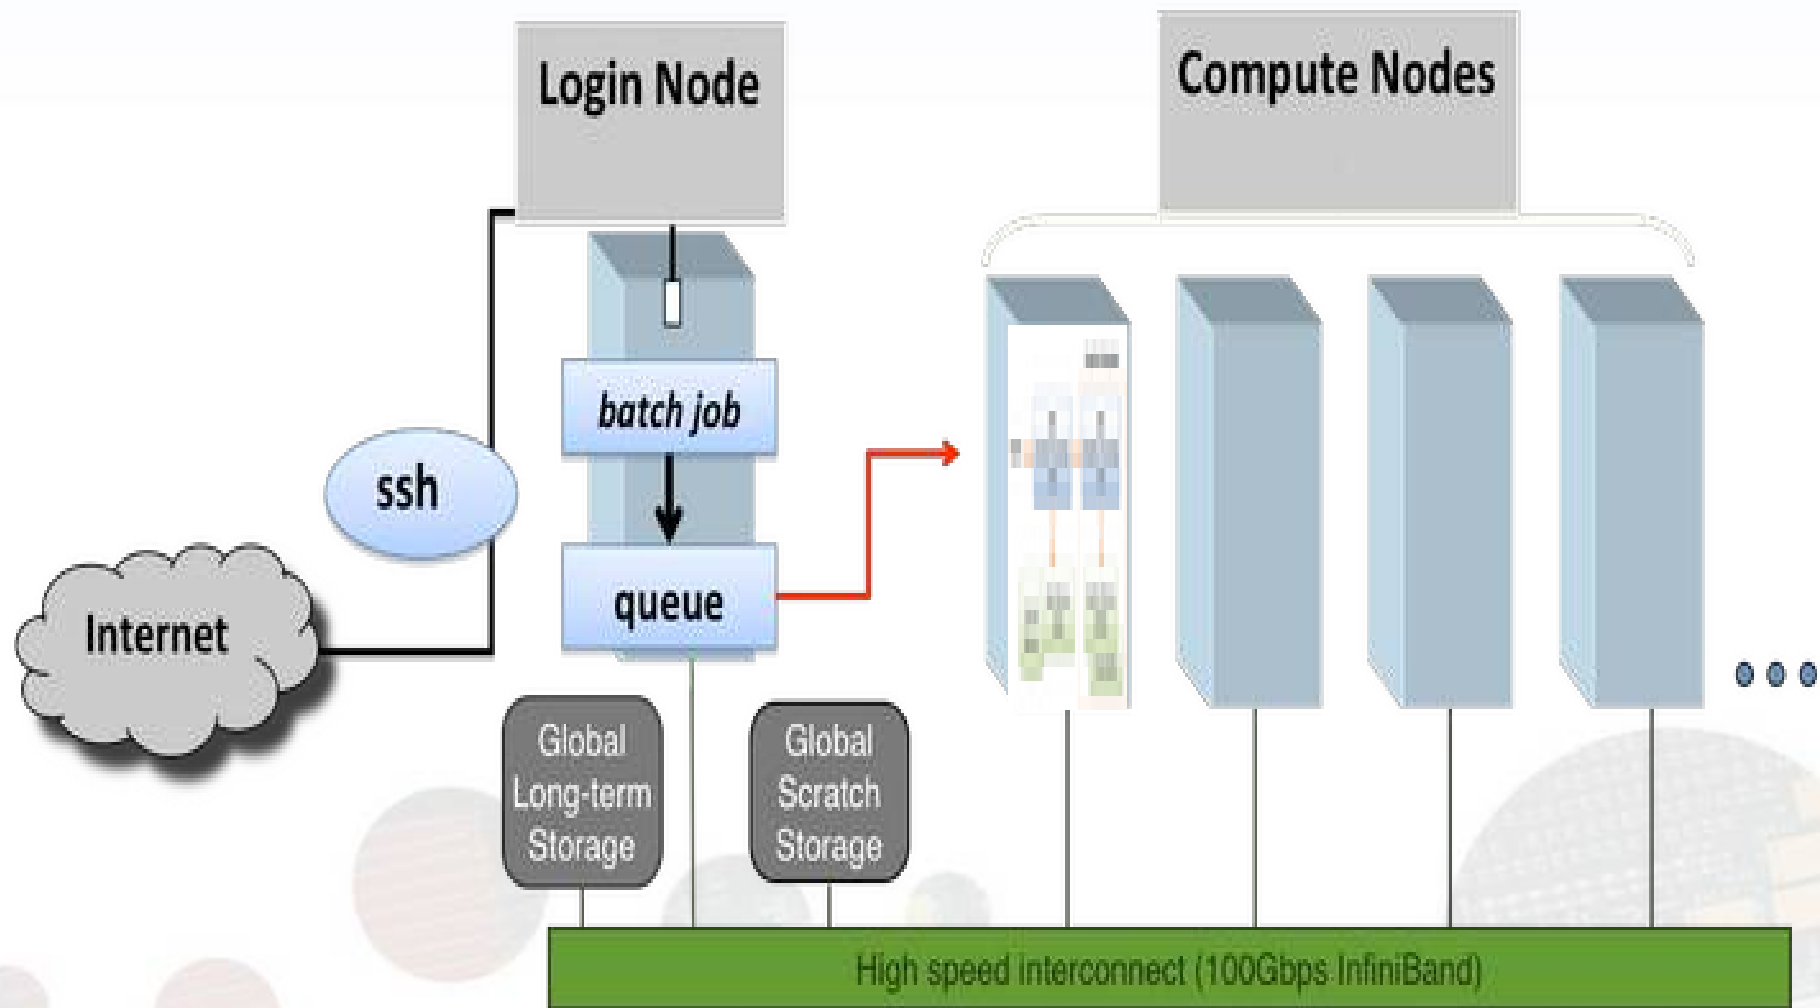 Login Node
Compute Nodes
batch job
ssh
queue
Internet
Global
Long-term
Storage
Global
Scratch
Storage
High speed interconnect (100Gbps InfiniBand)